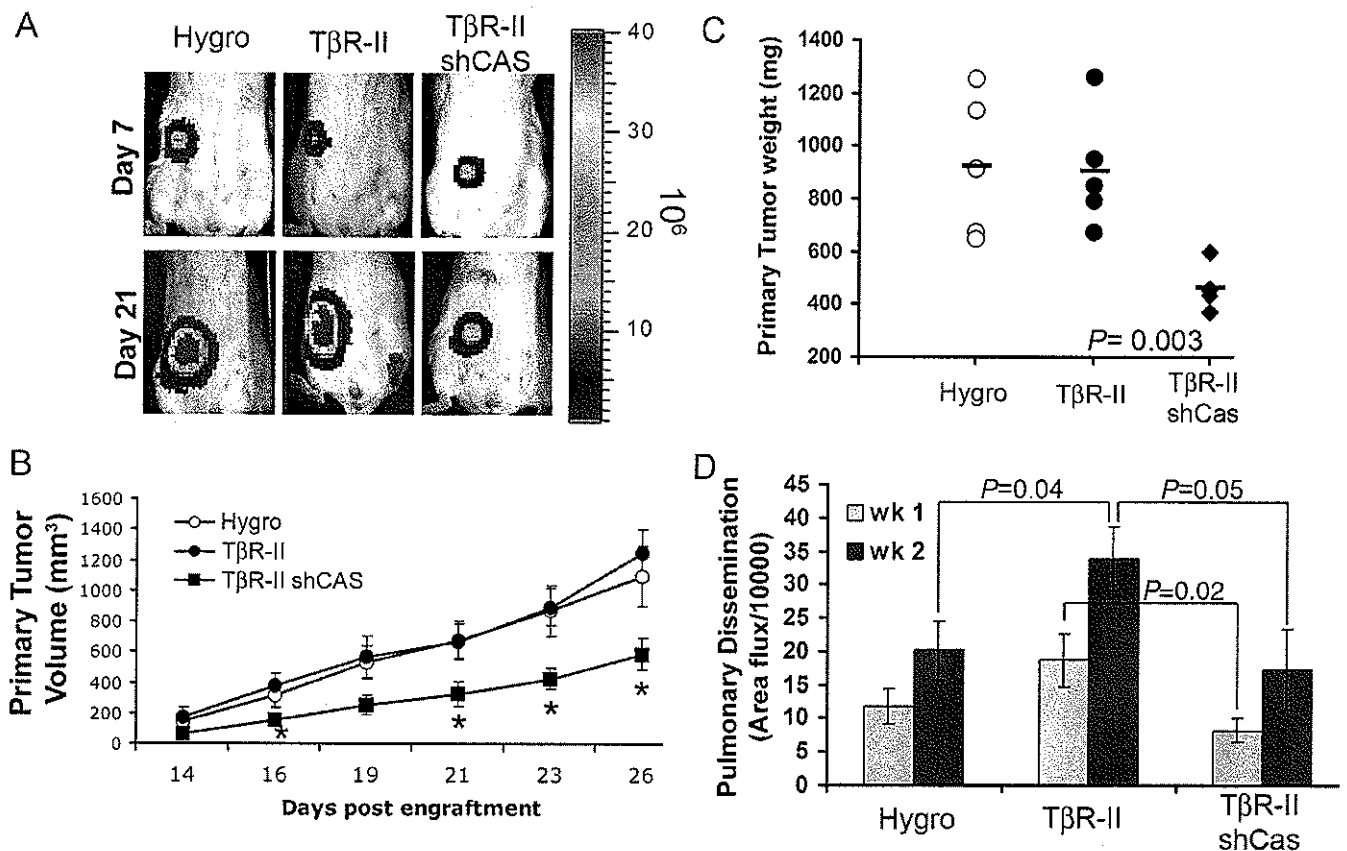 A
Hygro
TβR-II
TβR-II
shCAS
Day 7
Day 21
40
30
20
10
10⁶
B
Primary Tumor
Volume (mm³)
1600
1400
1200
1000
800
600
400
200
0
Hygro
TβR-II
TβR-II shCAS
*
*
*
*
14
16
19
21
23
26
Days post engraftment
C
Primary Tumor weight (mg)
1400
1200
1000
800
600
400
200
P= 0.003
Hygro
TβR-II
TβR-II
shCas
D
Pulmonary Dissemination
(Area flux/10000)
45
40
35
30
25
20
15
10
5
0
wk 1
wk 2
P=0.04
P=0.05
P=0.02
Hygro
TβR-II
TβR-II
shCas